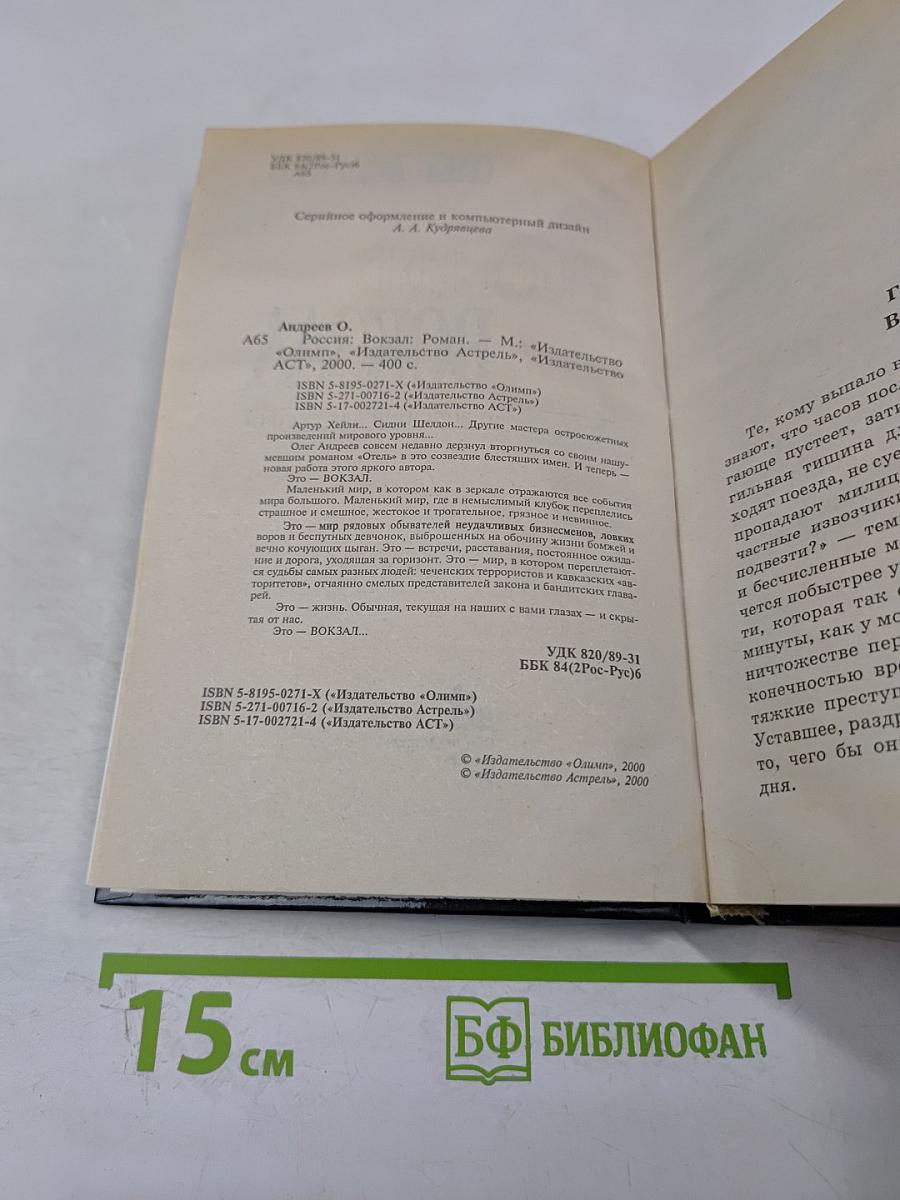 УДК 820/89-31
ББК 84(2Рос-Рус)6
А65
Серийное оформление и компьютерный дизайн
А. А. Кудрявцева
Андреев О.
А65 Россия: Вокзал: Роман. — М.: «Издательство
«Олимп», «Издательство Астрель», «Издательство
АСТ», 2000. — 400 с.
ISBN 5-8195-0271-X («Издательство «Олимп»)
ISBN 5-271-00716-2 («Издательство Астрель»)
ISBN 5-17-002721-4 («Издательство АСТ»)
Артур Хейли... Сидни Шелдон... Другие мастера остросюжетных
произведений мирового уровня...
Олег Андреев совсем недавно дерзнул вторгнуться со своим нашу-
мевшим романом «Отель» в это созвездие блестящих имен. И теперь —
новая работа этого яркого автора.
Это — ВОКЗАЛ.
Маленький мир, в котором как в зеркале отражаются все события
мира большого. Маленький мир, где в немыслимый клубок переплелись
страшное и смешное, жестокое и трогательное, грязное и невинное.
Это — мир рядовых обывателей неудачливых бизнесменов, ловких
воров и беспутных девчонок, выброшенных на обочину жизни бомжей и
вечно кочующих цыган. Это — встречи, расставания, постоянное ожида-
ние и дорога, уходящая за горизонт. Это — мир, в котором переплетают-
ся судьбы самых разных людей: чеченских террористов и кавказских «ав-
торитетов», отчаянно смелых представителей закона и бандитских глава-
рей.
Это — жизнь. Обычная, текущая на наших с вами глазах — и скры-
тая от нас.
Это — ВОКЗАЛ...
УДК 820/89-31
ББК 84(2Рос-Рус)6
ISBN 5-8195-0271-X («Издательство «Олимп»)
ISBN 5-271-00716-2 («Издательство Астрель»)
ISBN 5-17-002721-4 («Издательство АСТ»)
© «Издательство «Олимп», 2000
© «Издательство Астрель», 2000
Те, кому выпало
знают, что часов
гающе пустеет,
гильная тишина
ходят поезда, не
пропадают
частные извозчики
подвезти?» —
и бесчисленные
чется побыстрее
ти, которая так
минуты, как у
ничтожестве
конечностью
тяжкие
Уставшее,
то, чего бы
дня.
15 см
БФ БИБЛИОФАН